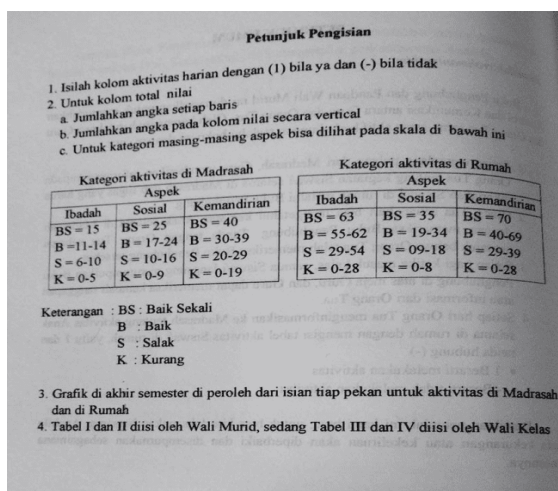 Petunjuk Pengisian
1. Isilah kolom aktivitas harian dengan (1) bila ya dan (-) bila tidak
2. Untuk kolom total nilai
a. Jumlahkan angka setiap baris
b. Jumlahkan angka pada kolom nilai secara vertical
c. Untuk kategori masing-masing aspek bisa dilihat pada skala di bawah ini
Kategori aktivitas di Madrasah
Aspek
Ibadah Sosial Kemandirian
BS = 15 BS = 25 BS = 40
B =11-14 B = 17-24 B = 30-39
S = 6-10 S = 10-16 S = 20-29
K = 0-5 K = 0-9 K = 0-19
Kategori aktivitas di Rumah
Aspek
Ibadah Sosial Kemandirian
BS = 63 BS = 35 BS = 70
B = 55-62 B = 19-34 B = 40-69
S = 29-54 S = 09-18 S = 29-39
K = 0-28 K = 0-8 K = 0-28
Keterangan : BS : Baik Sekali
B : Baik
S : Salak
K : Kurang
3. Grafik di akhir semester di peroleh dari isian tiap pekan untuk aktivitas di Madrasah
dan di Rumah
4. Tabel I dan II diisi oleh Wali Murid, sedang Tabel III dan IV diisi oleh Wali Kelas